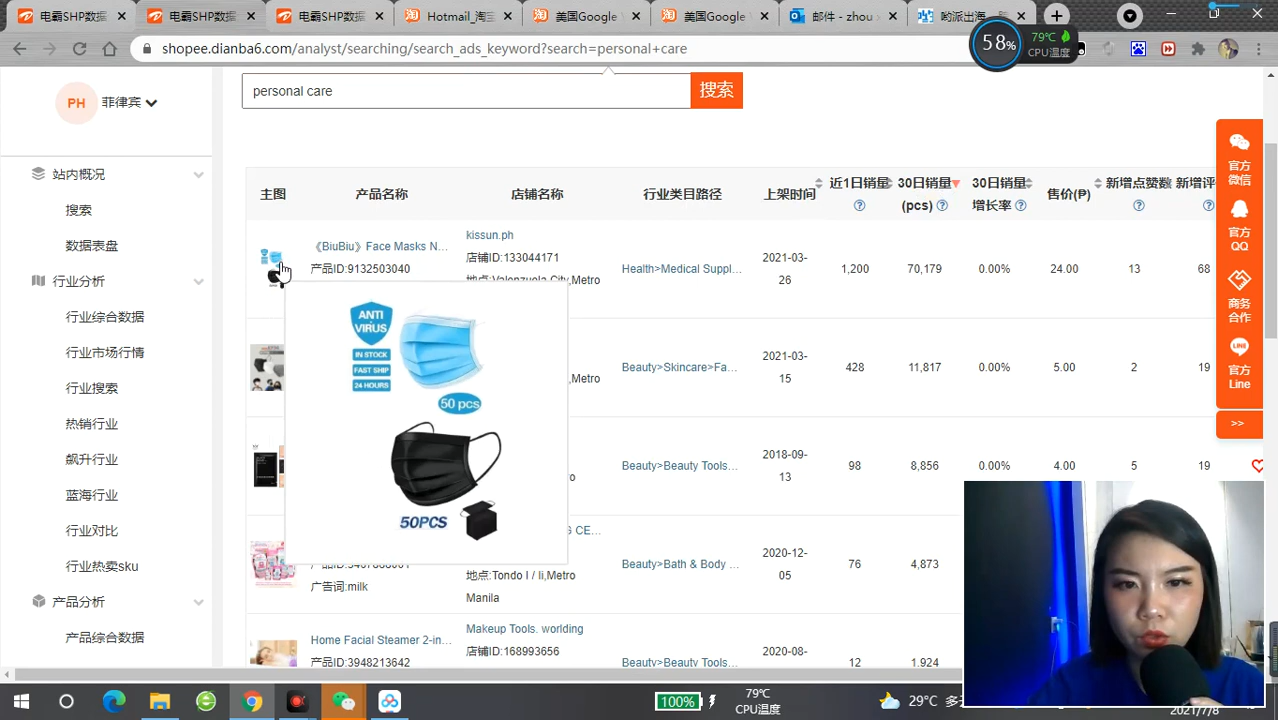 电霸SHP数据
电霸SHP数据
电霸SHP数据
Hotmail_淘宝
美国Google V
美国Google V
邮件 - zhou
哈派出海
shopee.dianba6.com/analyst/searching/search_ads_keyword?search=personal+care
58%
79℃
CPU温度
PH 菲律宾
站内概况
搜索
数据表盘
行业分析
行业综合数据
行业市场行情
行业搜索
热销行业
飙升行业
蓝海行业
行业对比
行业热卖sku
产品分析
产品综合数据
personal care
搜索
主图 产品名称 店铺名称 行业类目路径 上架时间 近1日销量 30日销量(pcs) 30日销量增长率 售价(₱) 新增点赞数 新增评
《BiuBiu》Face Masks N...
产品ID:9132503040
kissun.ph
店铺ID:133044171
地点:Valenzuela City,Metro
Health>Medical Suppl...
2021-03-26
1,200
70,179
0.00%
24.00
13
68
ANTI
VIRUS
IN STOCK
FAST SHIP
24 HOURS
50 pcs
50PCS
Metro
Beauty>Skincare>Fa...
2021-03-15
428
11,817
0.00%
5.00
2
19
Beauty>Beauty Tools...
2018-09-13
98
8,856
0.00%
4.00
5
19
广告词:milk
CE...
地点:Tondo I / Ii,Metro
Manila
Beauty>Bath & Body ...
2020-12-05
76
4,873
Home Facial Steamer 2-in...
产品ID:3948213642
Makeup Tools. worlding
店铺ID:168993656
Beauty>Beauty Tools...
2020-08-
12
1,924
官方
微信
官方
QQ
商务
合作
官方
Line
>>
100%
79℃
CPU温度
29℃
2021/7/8